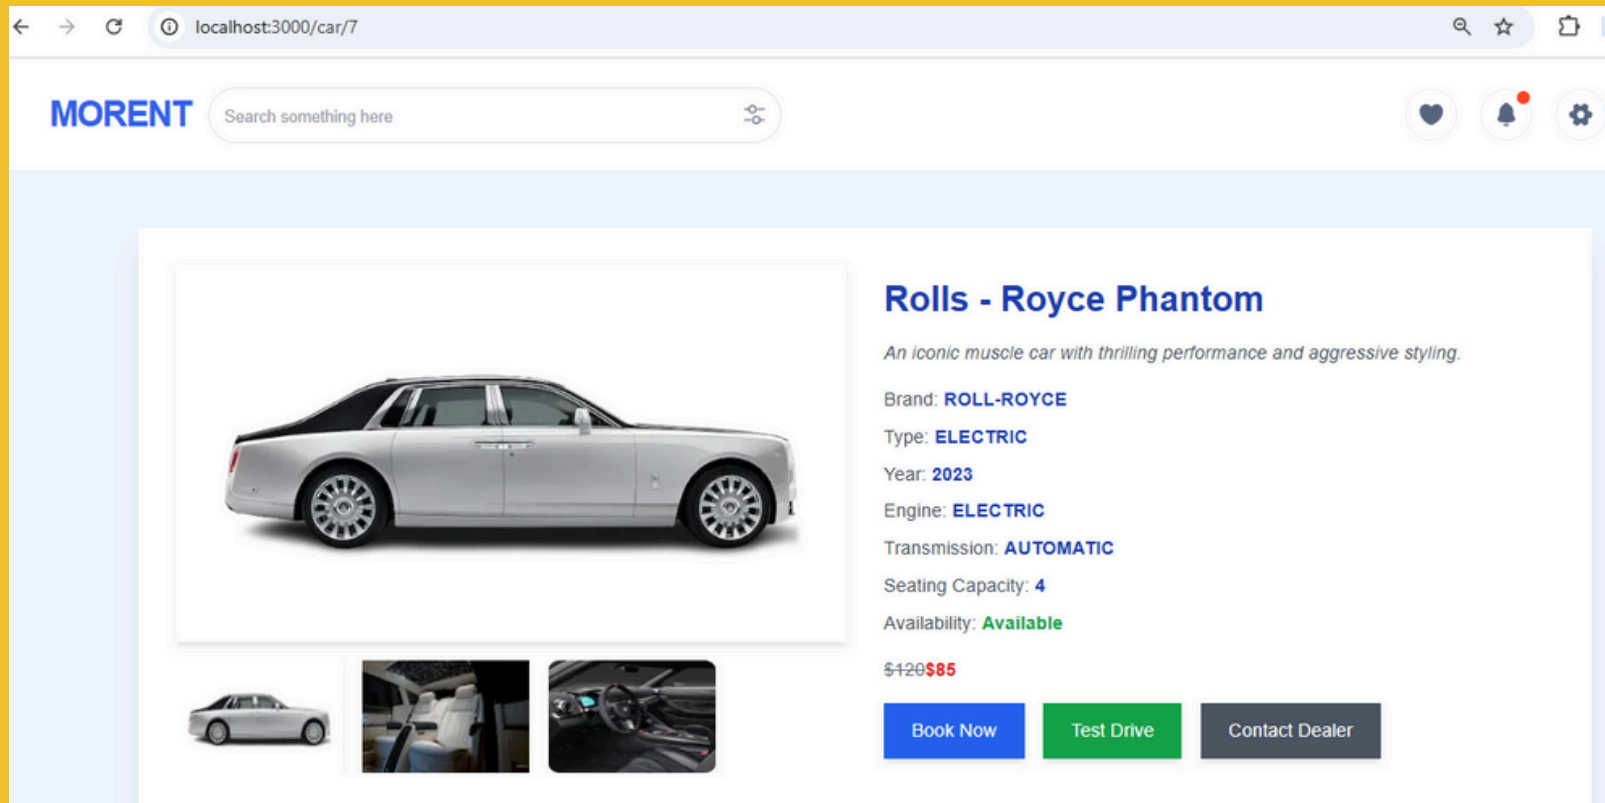 localhost:3000/car/7
MORENT
Search something here
Rolls - Royce Phantom
An iconic muscle car with thrilling performance and aggressive styling.
Brand: ROLL-ROYCE
Type: ELECTRIC
Year: 2023
Engine: ELECTRIC
Transmission: AUTOMATIC
Seating Capacity: 4
Availability: Available
$120$85
Book Now
Test Drive
Contact Dealer